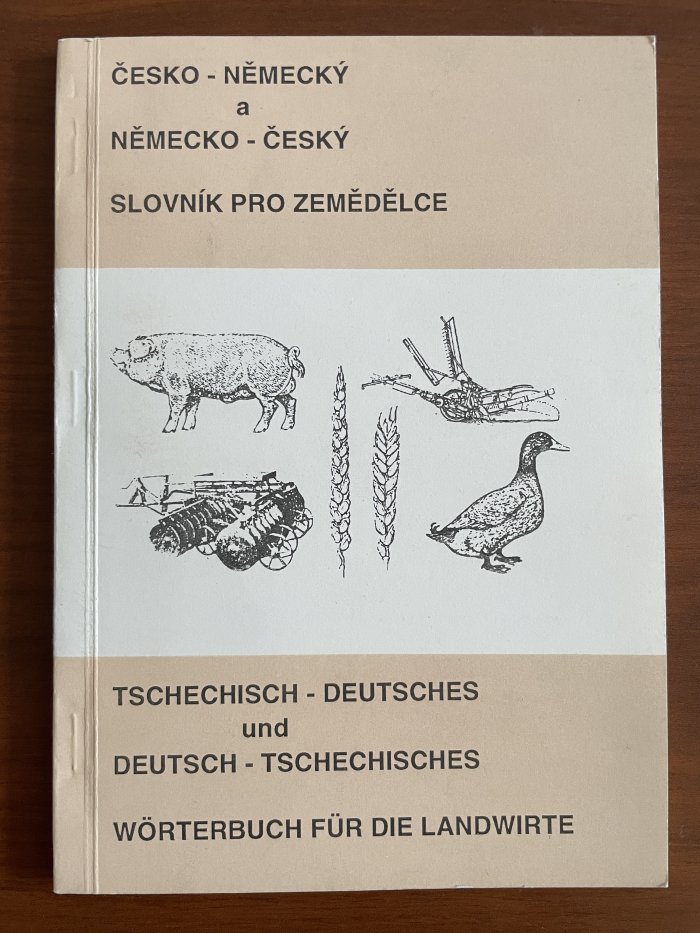 ČESKO - NĚMECKÝ
a
NĚMECKO - ČESKÝ
SLOVNÍK PRO ZEMĚDĚLCE
TSCHECHISCH - DEUTSCHES
und
DEUTSCH - TSCHECHISCHES
WÖRTERBUCH FÜR DIE LANDWIRTE